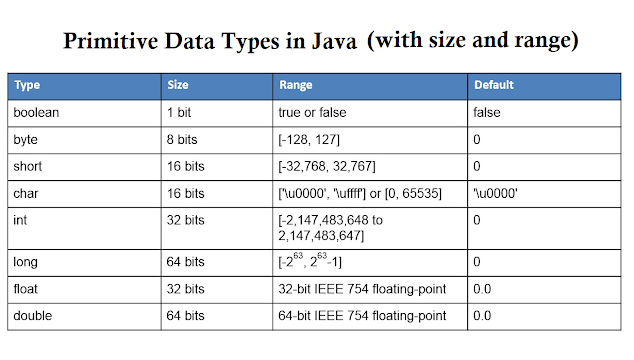 Primitive Data Types in Java (with size and range)
Type Size Range Default
boolean 1 bit true or false false
byte 8 bits [-128, 127] 0
short 16 bits [-32,768, 32,767] 0
char 16 bits ['\u0000', '\uffff'] or [0, 65535] '\u0000'
int 32 bits [-2,147,483,648 to 0
2,147,483,647]
long 64 bits [-2⁶³, 2⁶³-1] 0
float 32 bits 32-bit IEEE 754 floating-point 0.0
double 64 bits 64-bit IEEE 754 floating-point 0.0